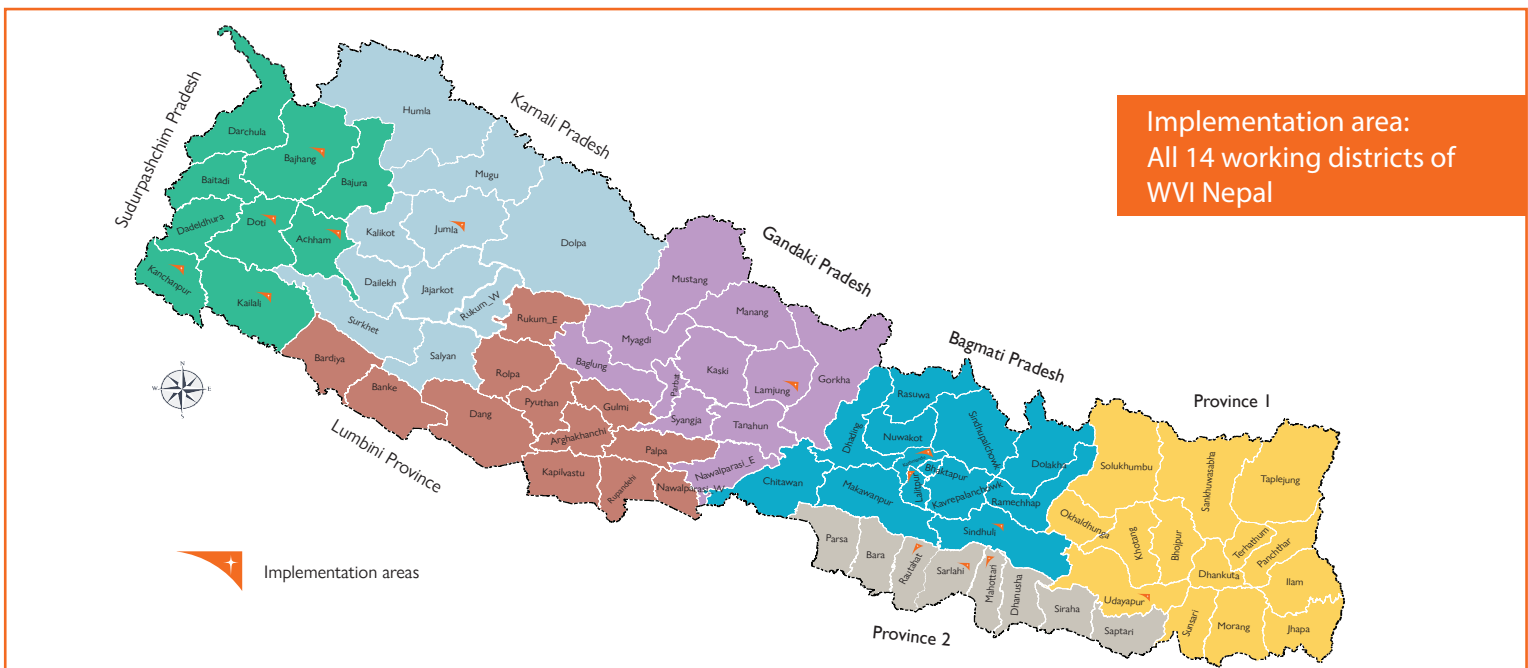 Implementation area:
All 14 working districts of
WVI Nepal
Sudurpashchim Pradesh
Karnali Pradesh
Gandaki Pradesh
Bagmati Pradesh
Province 1
Lumbini Province
Province 2
Darchula
Bajhang
Baitadi
Bajura
Dadeldhura
Doti
Achham
Kanchanpur
Kailali
Humla
Mugu
Kalikot
Jumla
Dolpa
Dailekh
Jajarkot
Rukum_W
Surkhet
Salyan
Rukum_E
Bardiya
Banke
Rolpa
Dang
Pyuthan
Gulmi
Arghakhanchi
Palpa
Kapilvastu
Rupandehi
Nawalparasi_W
Mustang
Manang
Myagdi
Baglung
Parbat
Kaski
Lamjung
Gorkha
Syangja
Tanahun
Nawalparasi_E
Rasuwa
Nuwakot
Dhading
Sindhupalchowk
Dolakha
Bhaktapur
Lalitpur
Kavrepalanchowk
Ramechhap
Chitawan
Makawanpur
Sindhuli
Parsa
Bara
Rautahat
Sarlahi
Mahottari
Dhanusha
Siraha
Saptari
Solukhumbu
Sankhuwasabha
Taplejung
Okhaldhunga
Khotang
Bhojpur
Terhathum
Panchthar
Dhankuta
Ilam
Udayapur
Sunsari
Morang
Jhapa
N
W
E
S
Implementation areas